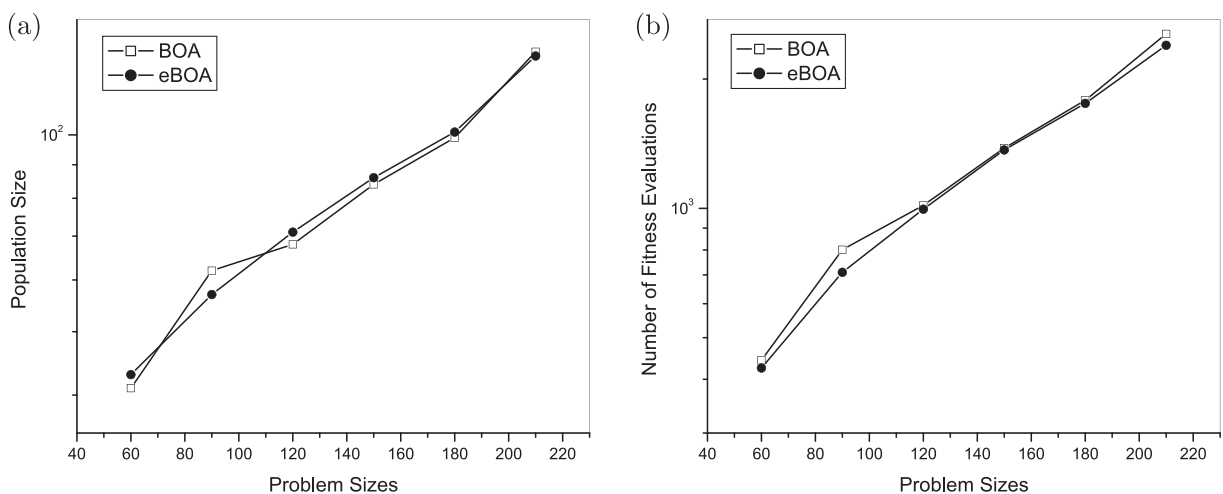 (a)
BOA
eBOA
10²
Population Size
40 60 80 100 120 140 160 180 200 220
Problem Sizes
(b)
BOA
eBOA
10³
Number of Fitness Evaluations
40 60 80 100 120 140 160 180 200 220
Problem Sizes